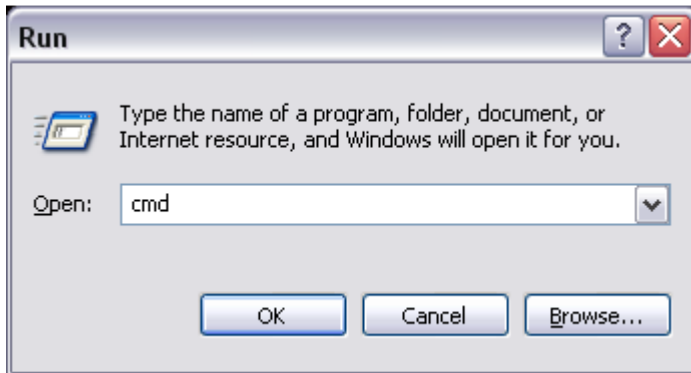 Run
Type the name of a program, folder, document, or
Internet resource, and Windows will open it for you.
Open: cmd
OK Cancel Browse...